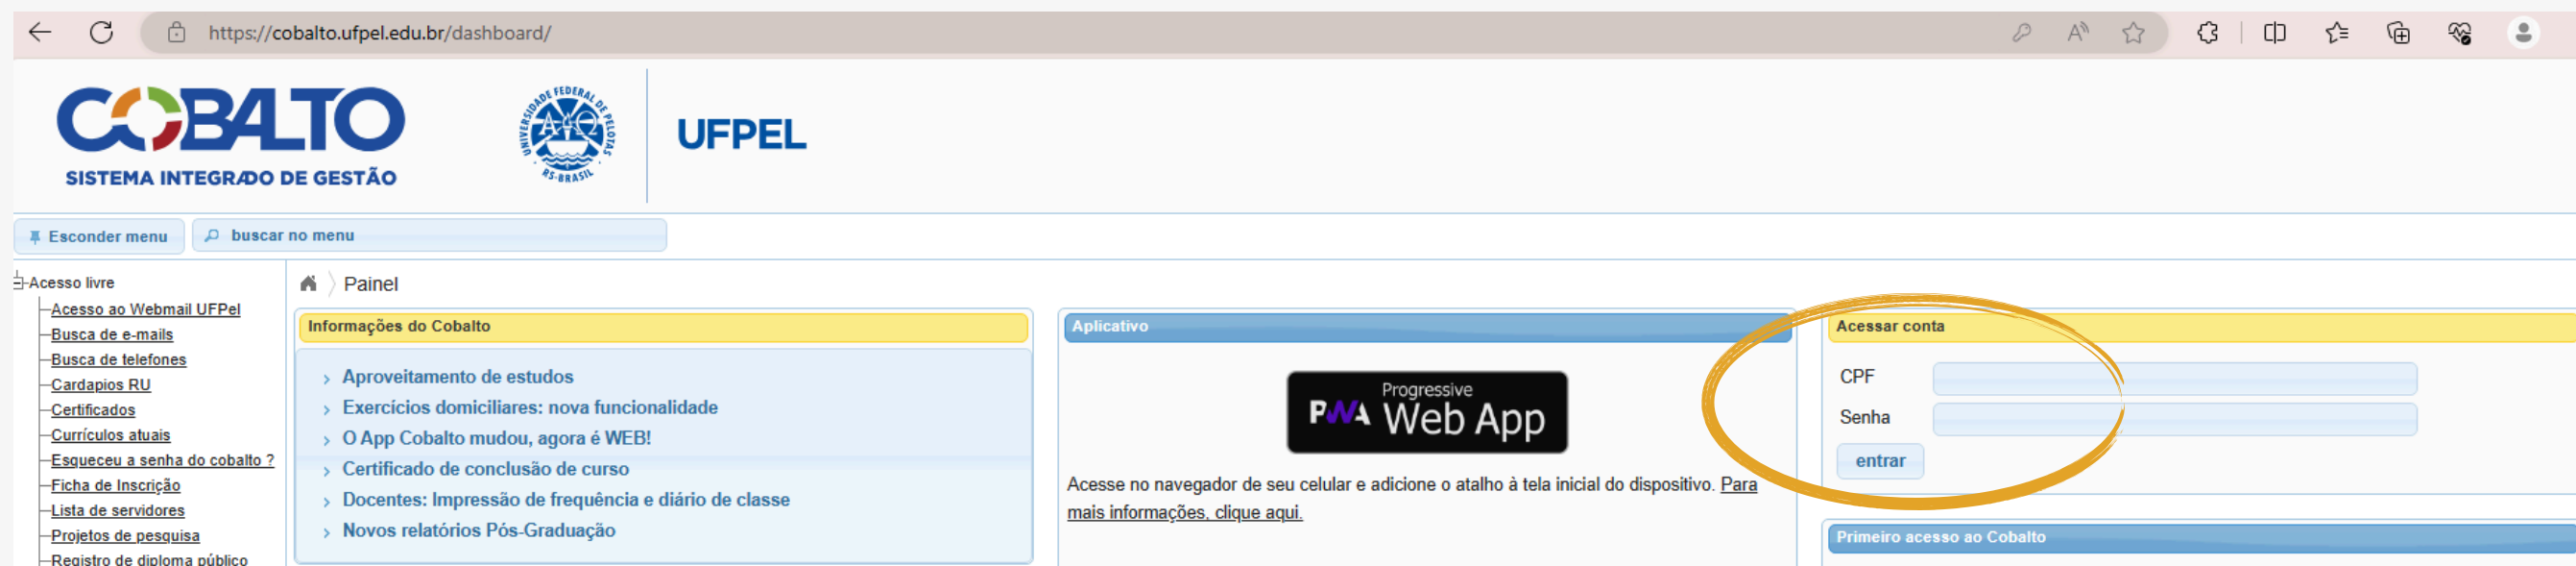 https://cobalto.ufpel.edu.br/dashboard/
COBALTO
SISTEMA INTEGRADO DE GESTÃO
UNIVERSIDADE FEDERAL DE PELOTAS
RS-BRASIL
UFPEL
Esconder menu
buscar no menu
Acesso livre
Acesso ao Webmail UFPel
Busca de e-mails
Busca de telefones
Cardapios RU
Certificados
Currículos atuais
Esqueceu a senha do cobalto ?
Ficha de Inscrição
Lista de servidores
Projetos de pesquisa
Registro de diploma público
Painel
Informações do Cobalto
Aproveitamento de estudos
Exercícios domiciliares: nova funcionalidade
O App Cobalto mudou, agora é WEB!
Certificado de conclusão de curso
Docentes: Impressão de frequência e diário de classe
Novos relatórios Pós-Graduação
Aplicativo
Progressive
PWA Web App
Acesse no navegador de seu celular e adicione o atalho à tela inicial do dispositivo. Para
mais informações, clique aqui.
Acessar conta
CPF
Senha
entrar
Primeiro acesso ao Cobalto